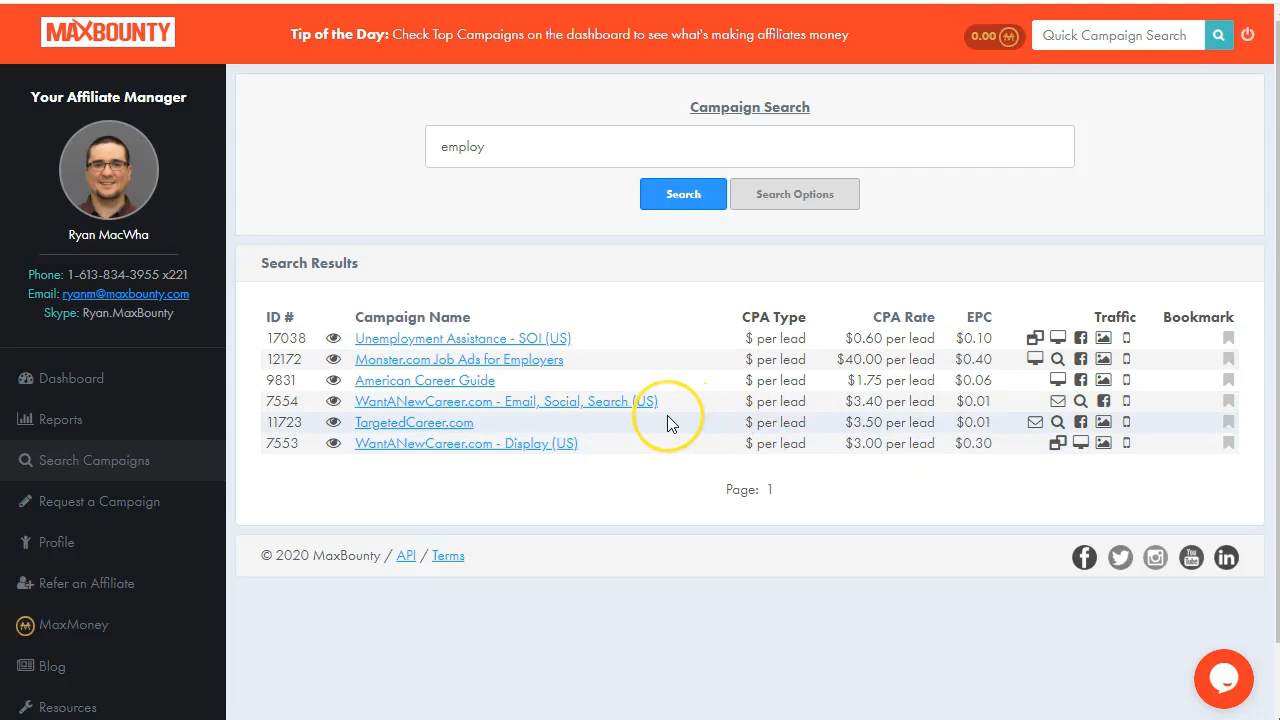 MAXBOUNTY
Tip of the Day: Check Top Campaigns on the dashboard to see what's making affiliates money
0.00
Quick Campaign Search
Your Affiliate Manager
Ryan MacWha
Phone: 1-613-834-3955 x221
Email: ryanm@maxbounty.com
Skype: Ryan.MaxBounty
Dashboard
Reports
Search Campaigns
Request a Campaign
Profile
Refer an Affiliate
MaxMoney
Blog
Resources
Campaign Search
employ
Search Search Options
Search Results
ID # Campaign Name CPA Type CPA Rate EPC Traffic Bookmark
17038 Unemployment Assistance - SOI (US) $ per lead $0.60 per lead $0.10
12172 Monster.com Job Ads for Employers $ per lead $40.00 per lead $0.40
9831 American Career Guide $ per lead $1.75 per lead $0.06
7554 WantANewCareer.com - Email, Social, Search (US) $ per lead $3.40 per lead $0.01
11723 TargetedCareer.com $ per lead $3.50 per lead $0.01
7553 WantANewCareer.com - Display (US) $ per lead $3.00 per lead $0.30
Page: 1
© 2020 MaxBounty / API / Terms